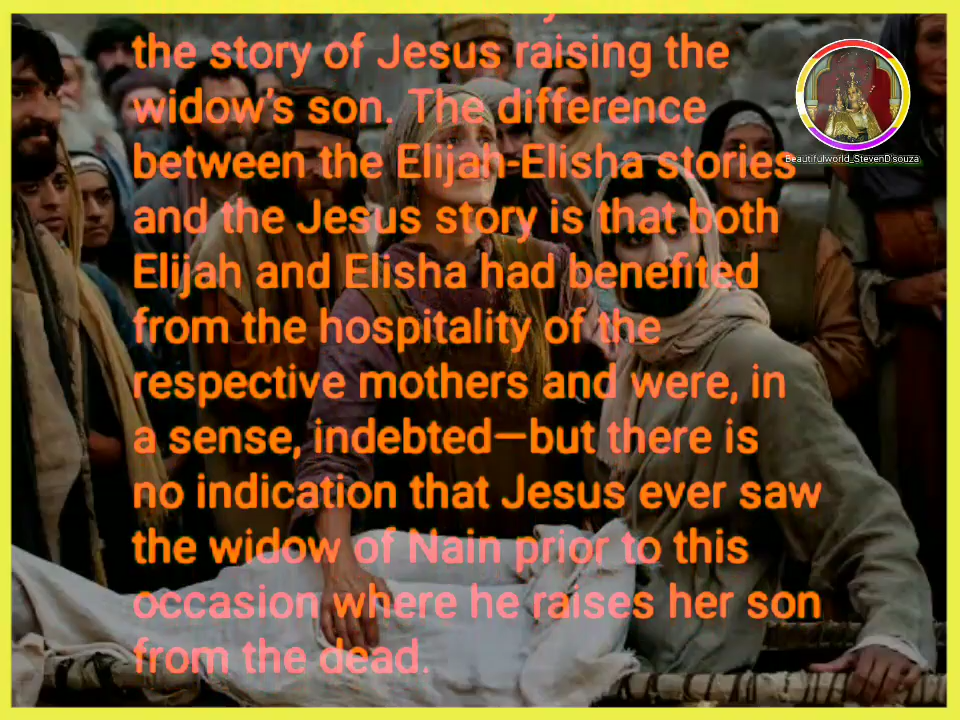 the story of Jesus raising the
widow's son. The difference
between the Elijah-Elisha stories
and the Jesus story is that both
Elijah and Elisha had benefited
from the hospitality of the
respective mothers and were, in
a sense, indebted—but there is
no indication that Jesus ever saw
the widow of Nain prior to this
occasion where he raises her son
from the dead.
Beautifulworld_StevenD'souza